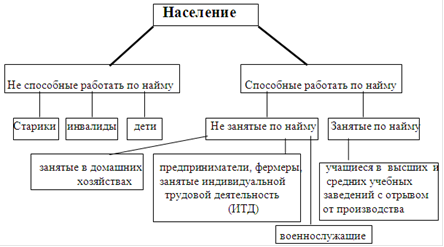 Население
Не способные работать по найму
Способные работать по найму
Старики
инвалиды
дети
Не занятые по найму
Занятые по найму
занятые в домашних
хозяйствах
предприниматели, фермеры,
занятые индивидуальной
трудовой деятельность
(ИТД)
учащиеся в высших и
средних учебных
заведений с отрывом
от производства
военнослужащие